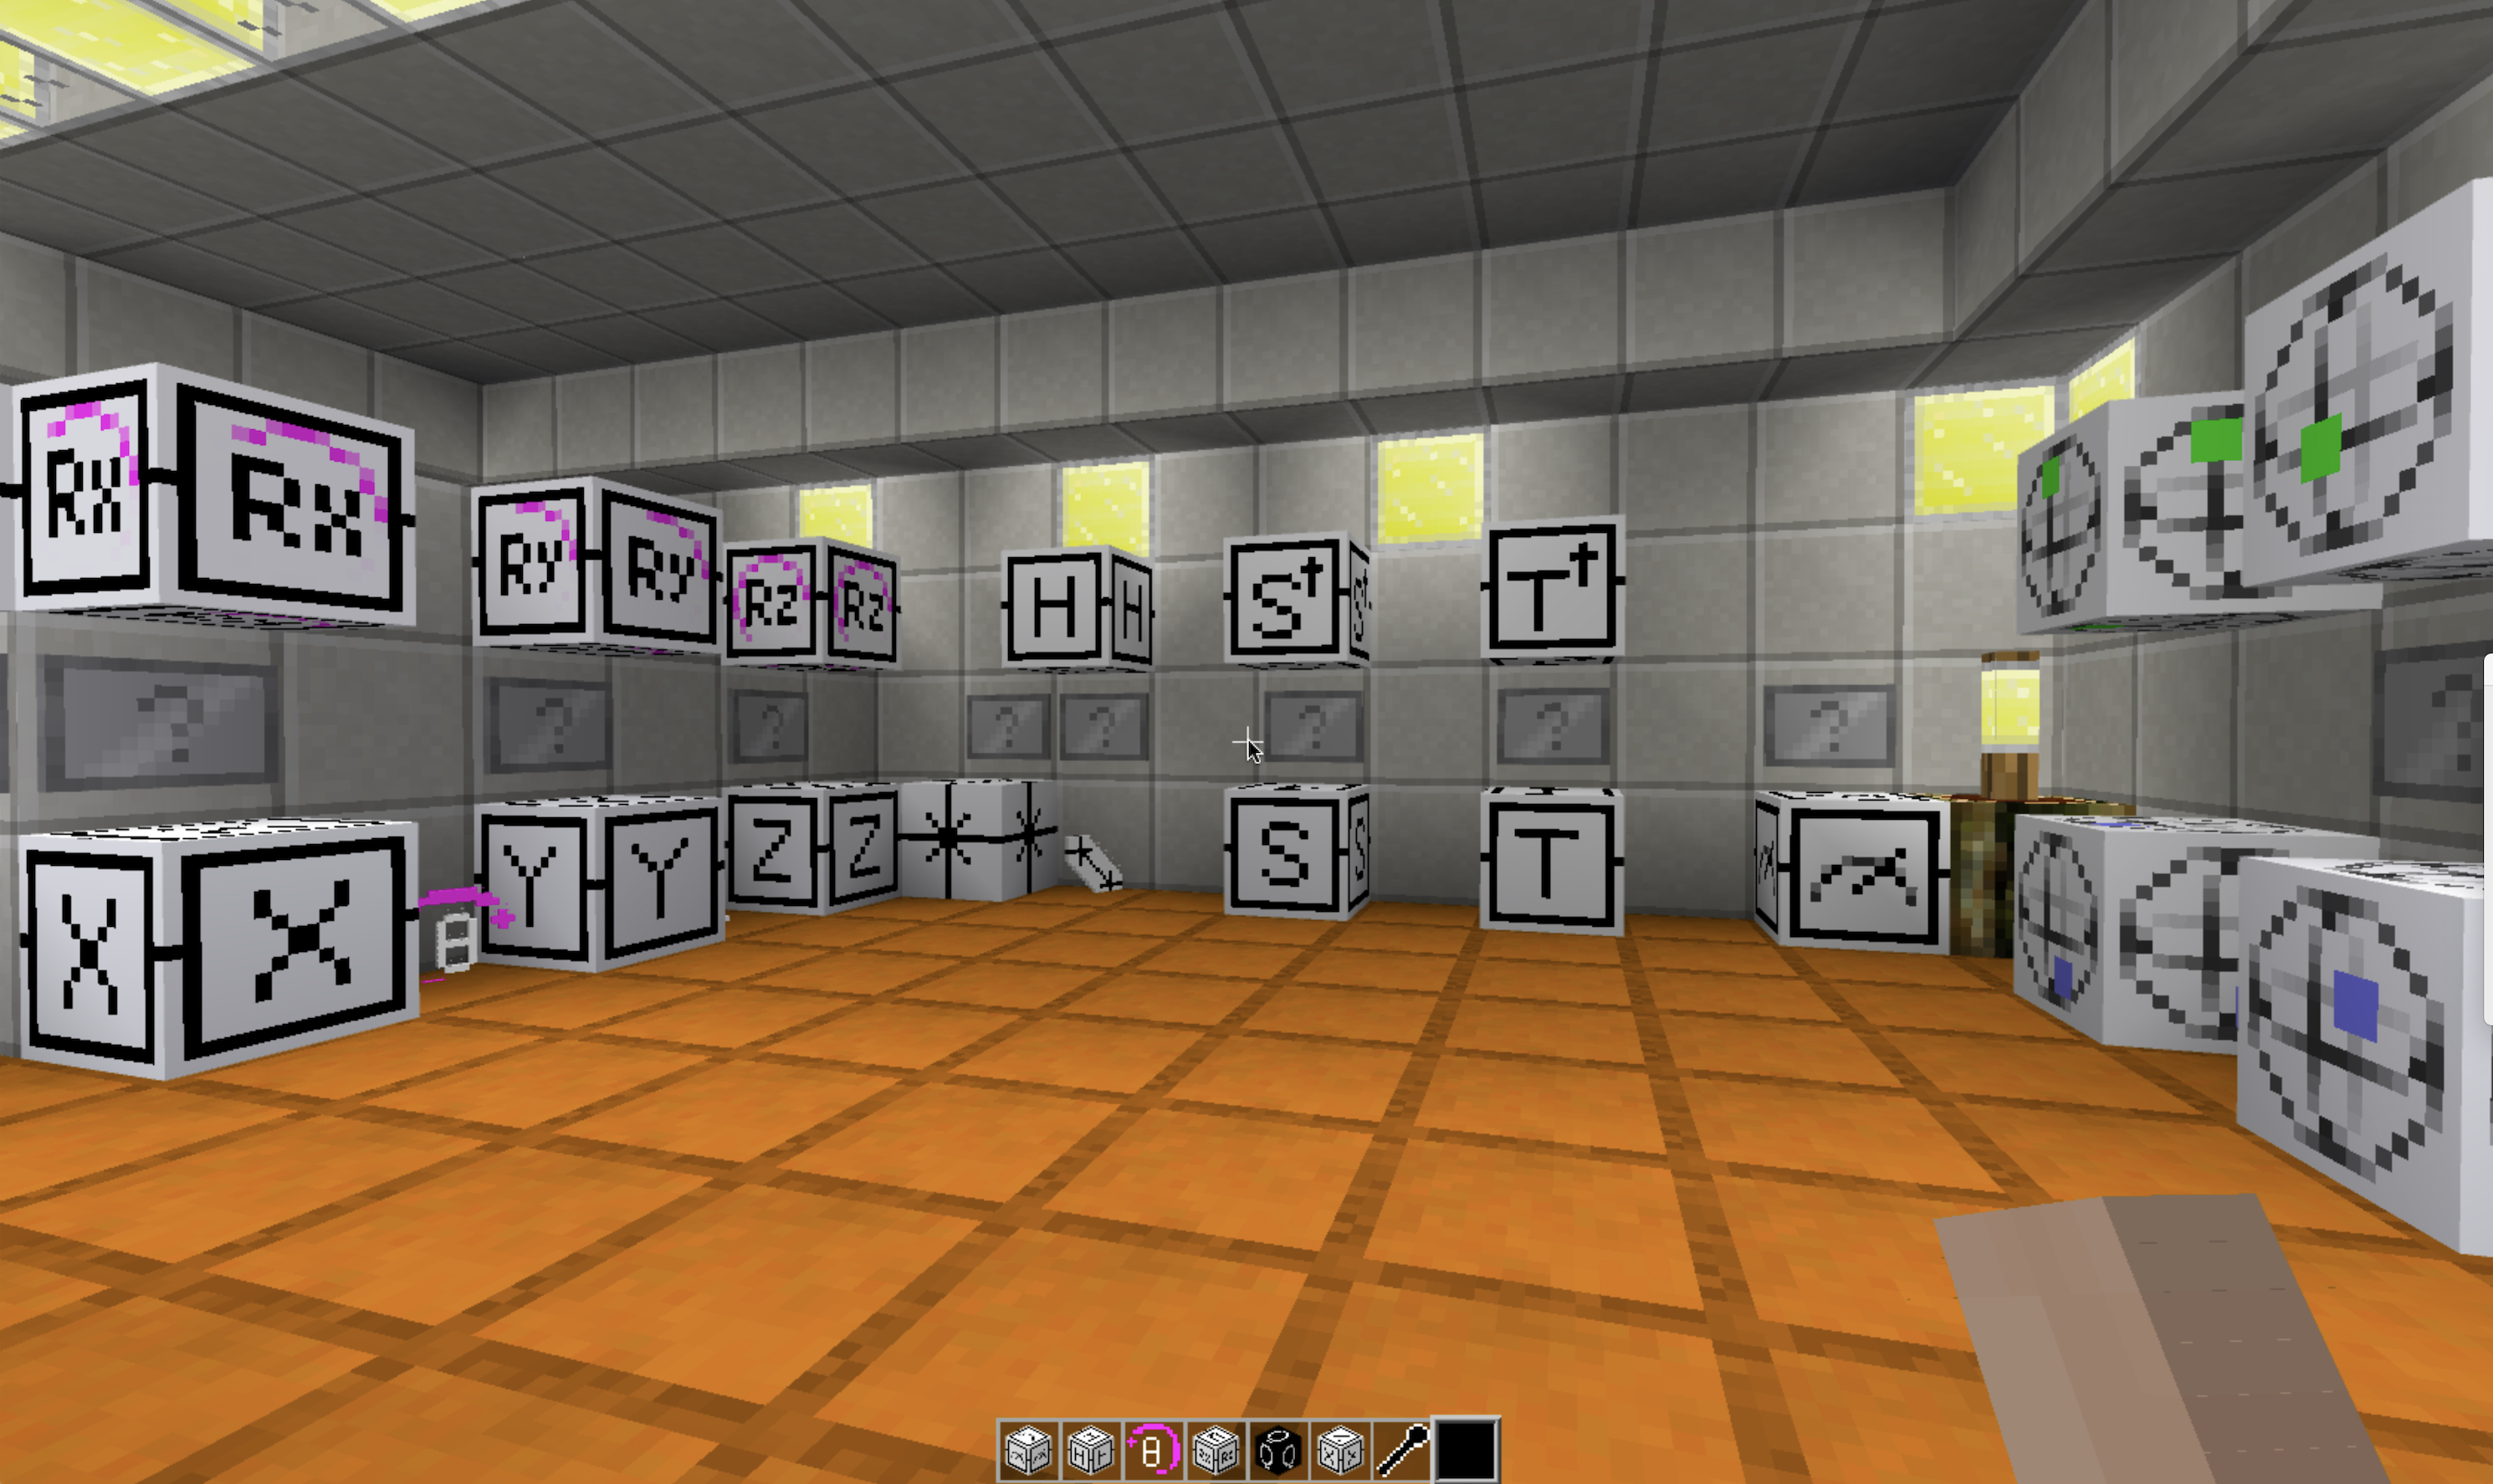 Rx Rx
Ry Ry
Rz Rz
H H
S† S†
T†
? ? ? ? ? ? ? ? ?
X X
Y Y
Z Z
S S
T